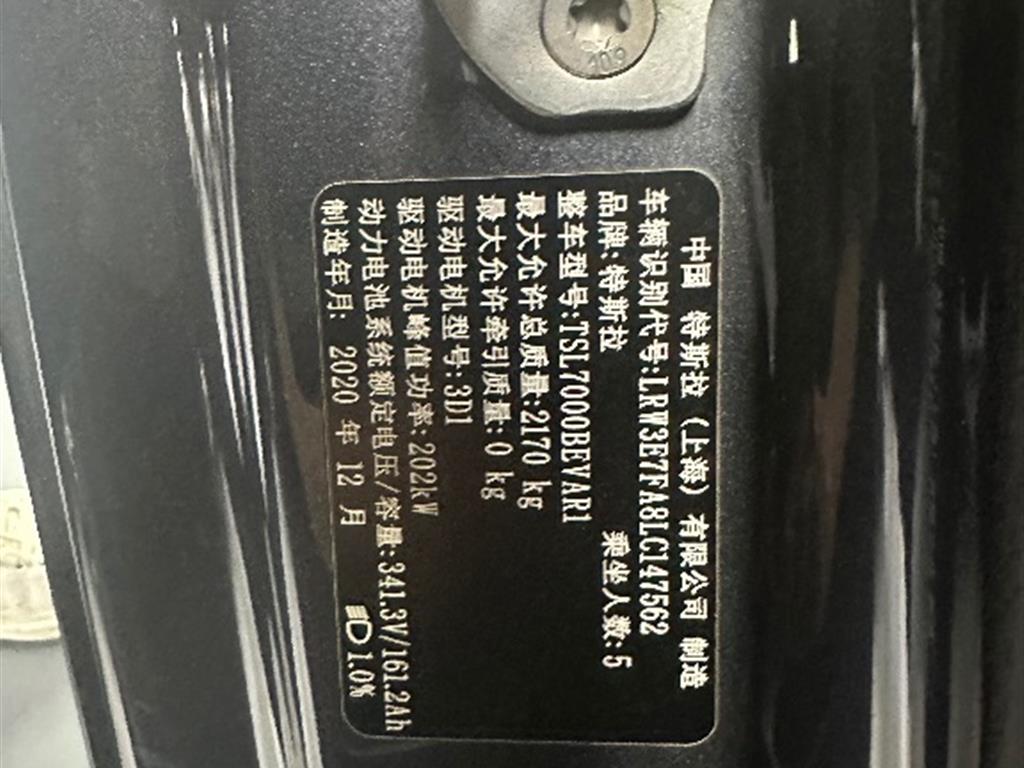 中国 特斯拉（上海）有限公司 制造
车辆识别代号:LRW3E7FA8LC147562
品牌:特斯拉 乘坐人数:5
整车型号:TSL7000BEVAR1
最大允许总质量:2170 kg
最大允许牵引质量:0 kg
驱动电机型号:3D1
驱动电机峰值功率:202kW
动力电池系统额定电压/容量:341.3V/161.2Ah
制造年月: 2020 年 12 月 1.0%